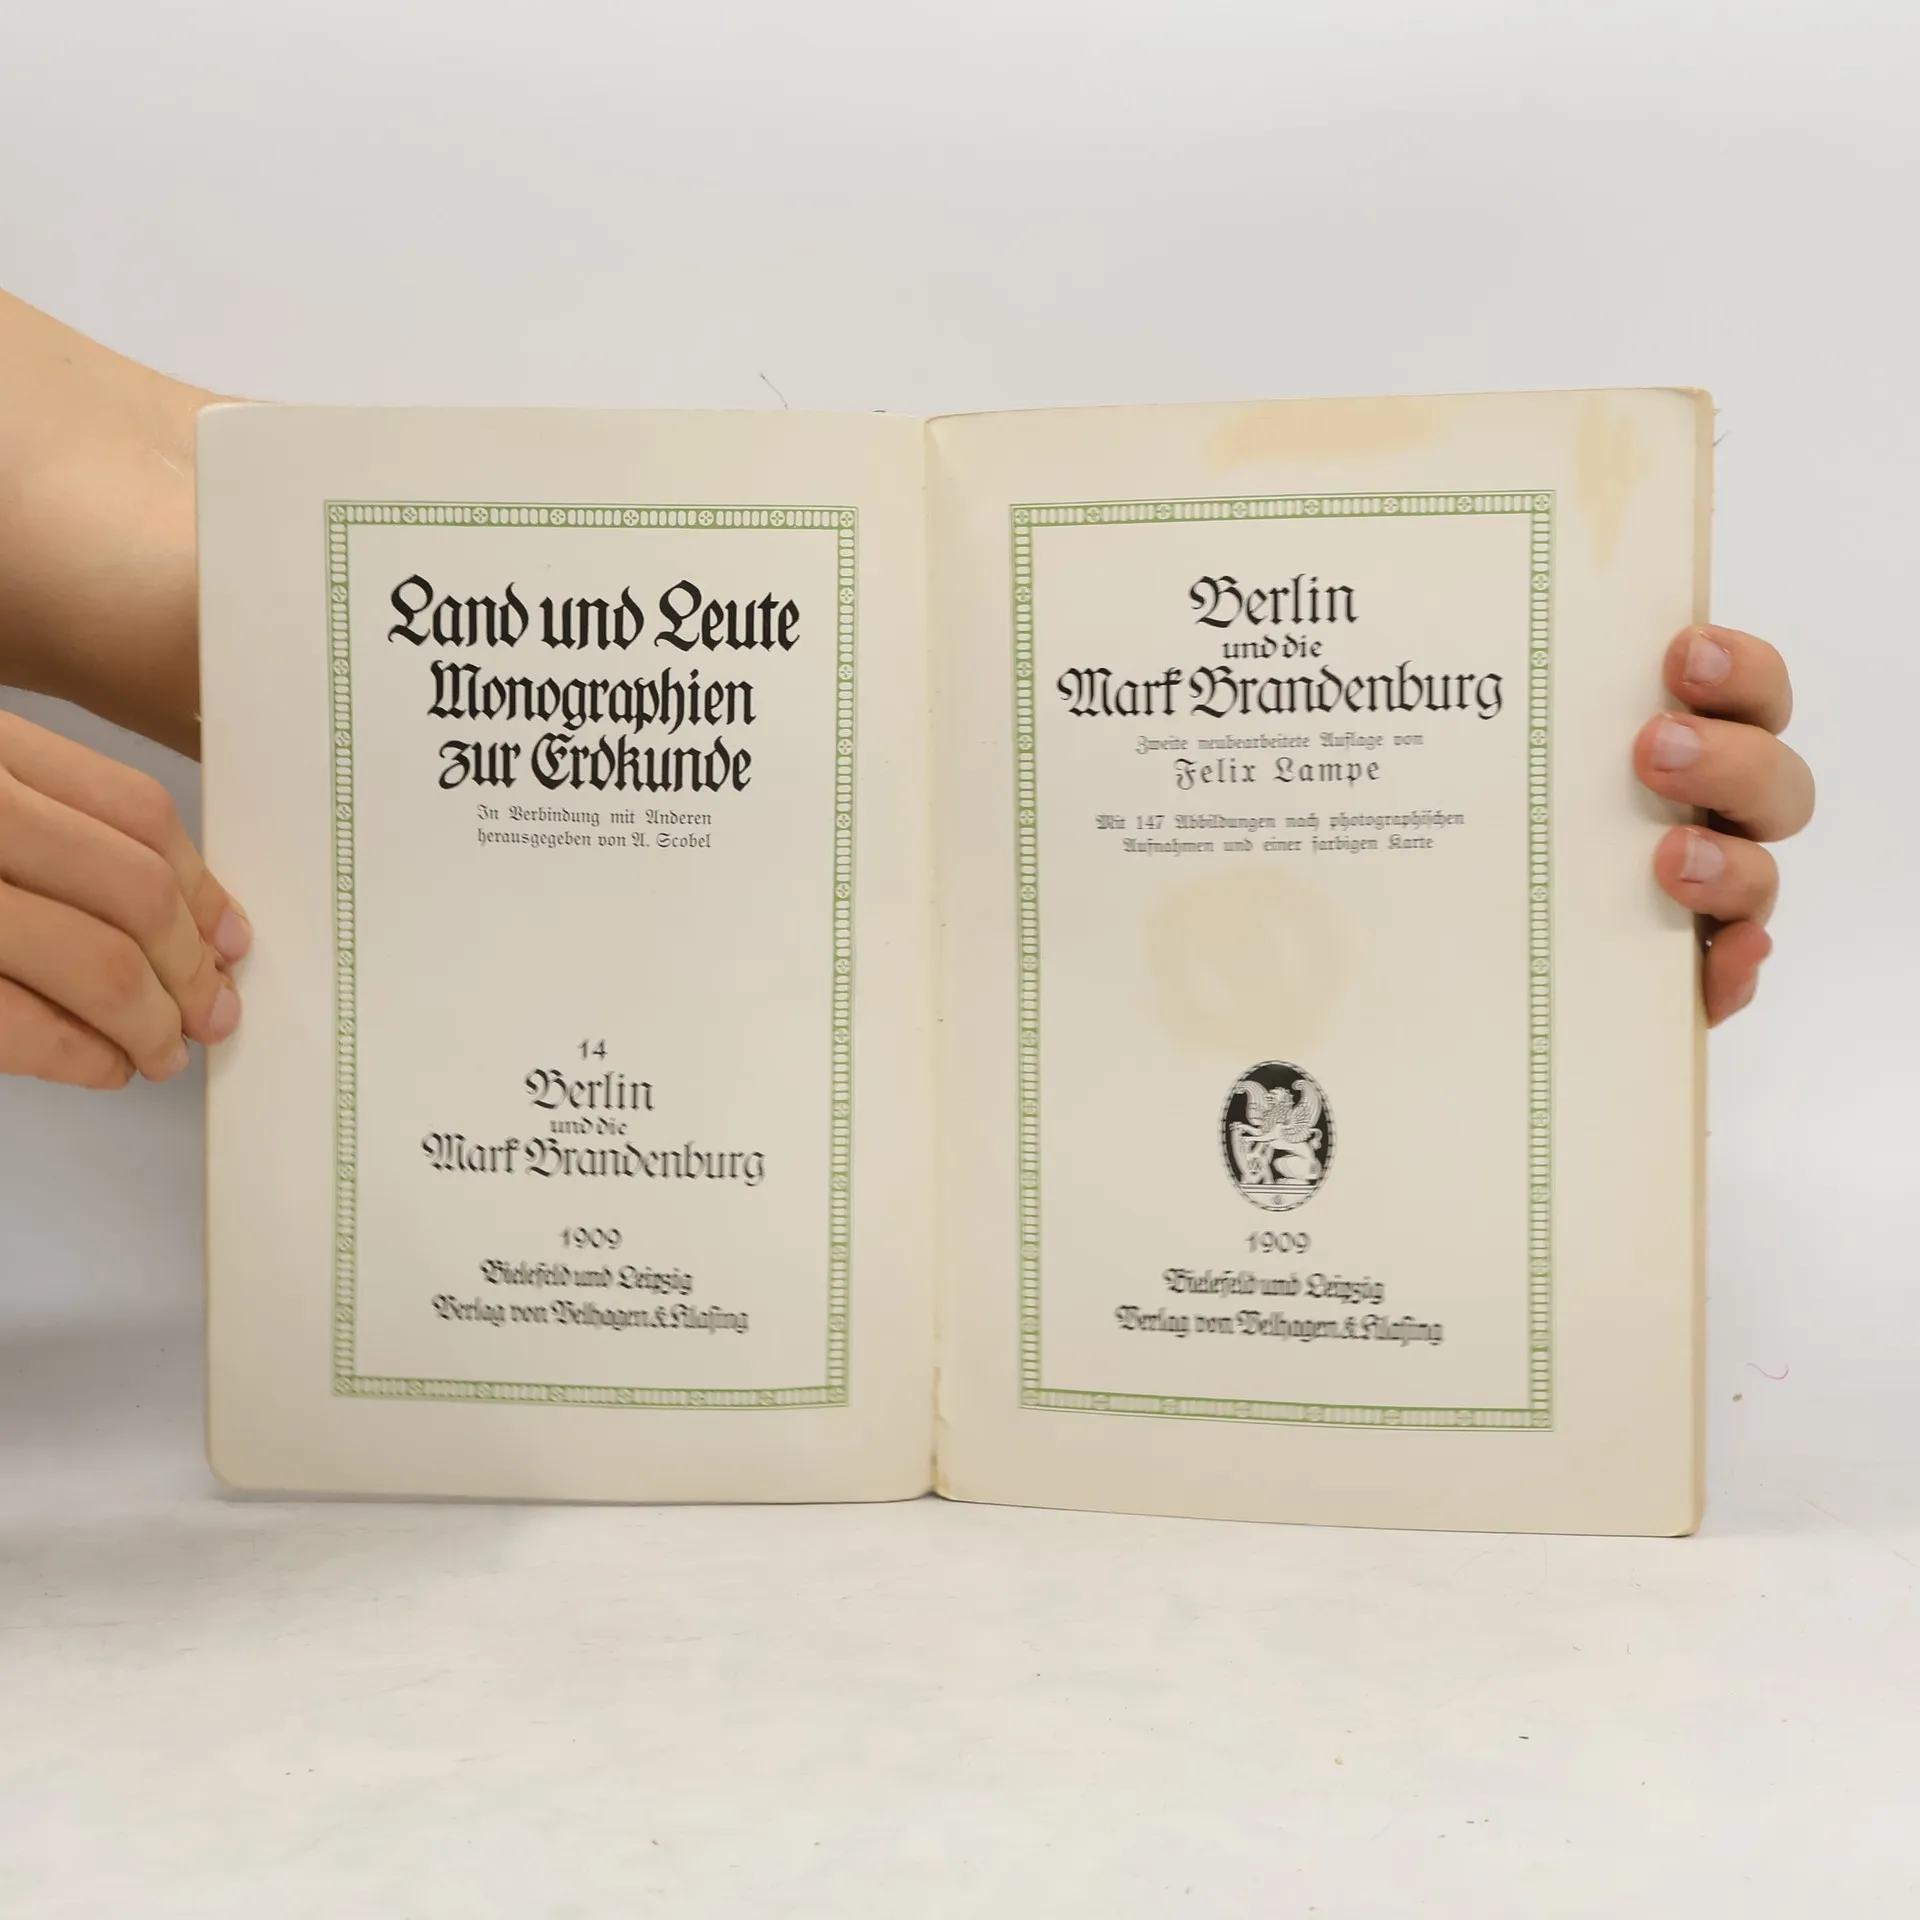 Land und Leute
Monographien
zur Erdkunde
In Verbindung mit Anderen
herausgegeben von A. Scobel
14
Berlin
und die
Mark Brandenburg
1909
Bielefeld und Leipzig
Verlag von Velhagen & Klasing
Berlin
und die
Mark Brandenburg
Zweite neubearbeitete Auflage von
Felix Lampe
Mit 147 Abbildungen nach photographischen
Aufnahmen und einer farbigen Karte
1909
Bielefeld und Leipzig
Verlag von Velhagen & Klasing